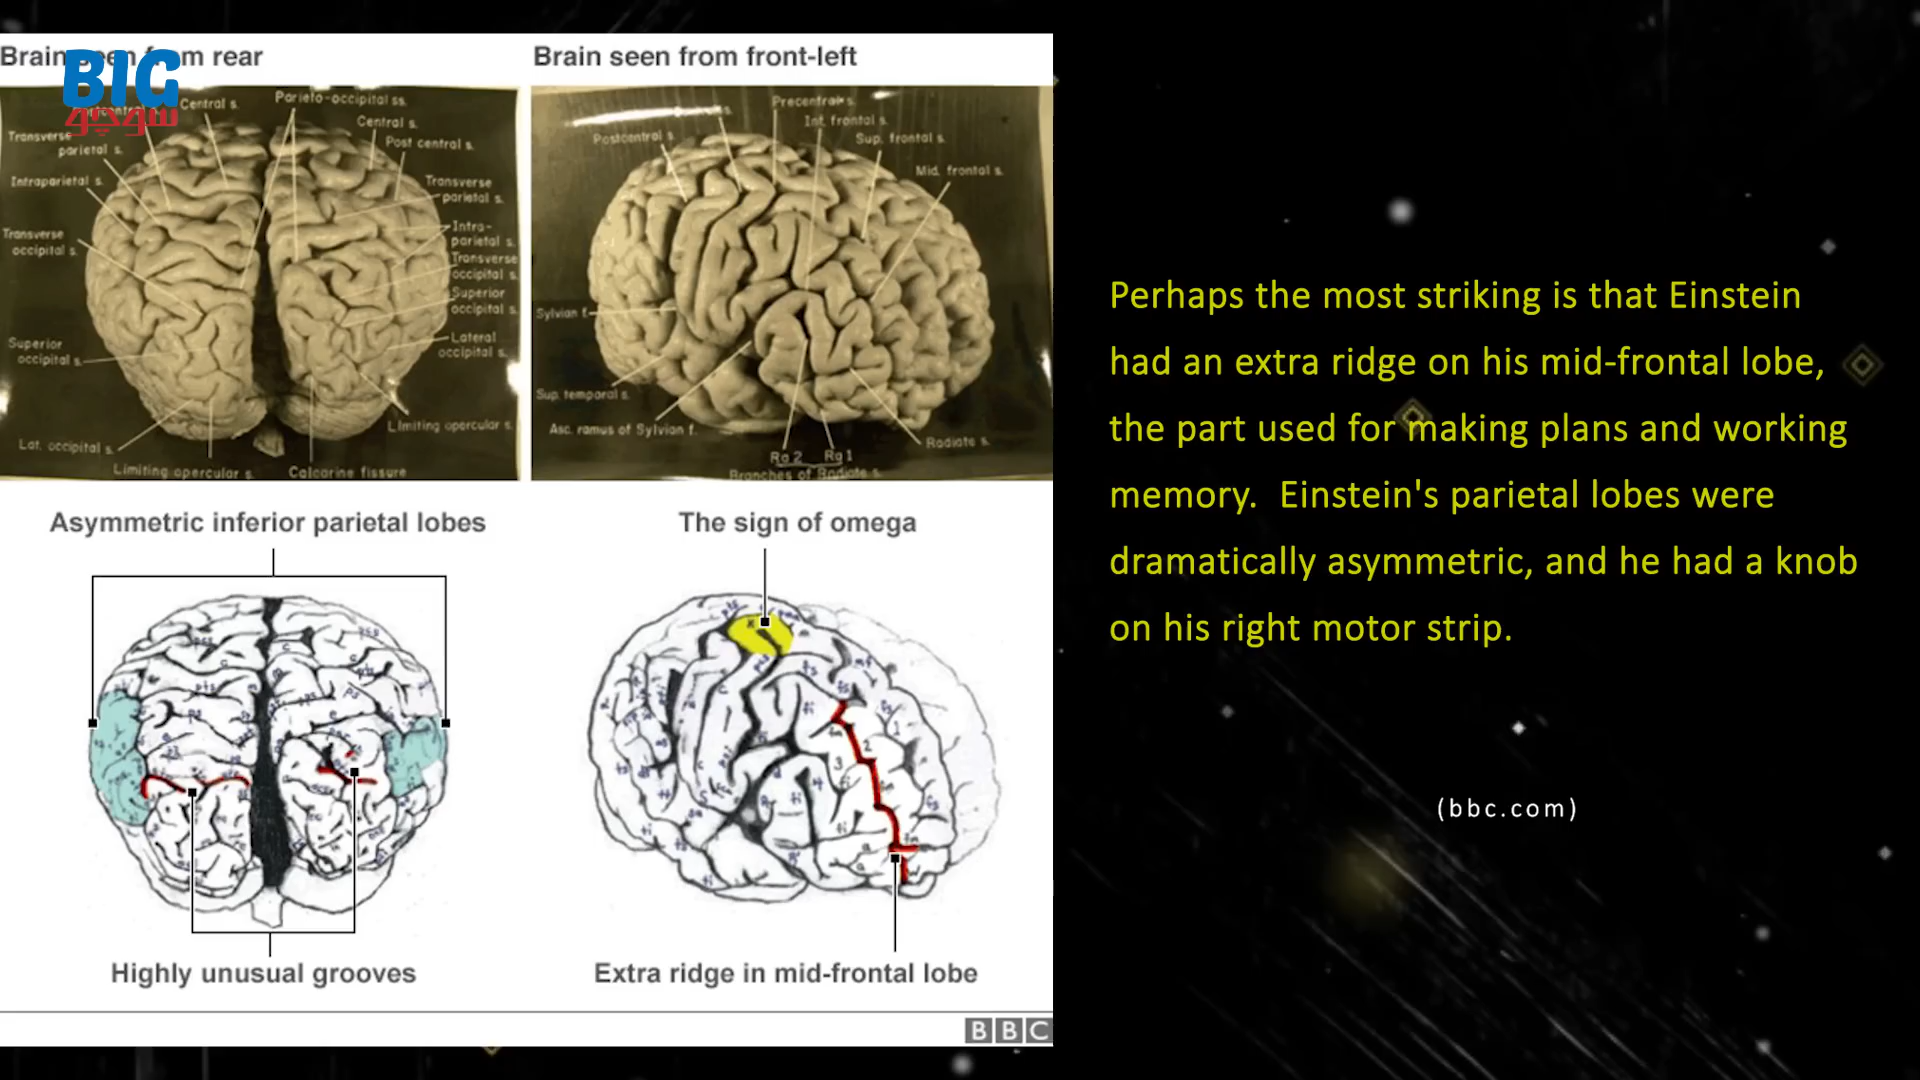 Brain seen from rear
Brain seen from front-left
BIG
سوچو
Central s.
Parieto-occipital ss.
Central s.
Post central s.
Transverse
parietal s.
Intraparietal s.
Transverse
occipital s.
Superior
occipital s.
Lat. occipital s.
Limiting opercular s.
Calcarine fissure
Transverse
parietal s.
Intra-
parietal s.
Transverse
occipital s.
Superior
occipital s.
Lateral
occipital s.
Limiting opercular s.
Postcentral s.
Precentral s.
Inf. frontal s.
Sup. frontal s.
Mid. frontal s.
Sylvian f.
Sup. temporal s.
Asc. ramus of Sylvian f.
Ra 2
Ra 1
Branches of Radiate s.
Radiate s.
Asymmetric inferior parietal lobes
The sign of omega
Highly unusual grooves
Extra ridge in mid-frontal lobe
BBC
Perhaps the most striking is that Einstein
had an extra ridge on his mid-frontal lobe,
the part used for making plans and working
memory. Einstein's parietal lobes were
dramatically asymmetric, and he had a knob
on his right motor strip.
(bbc.com)